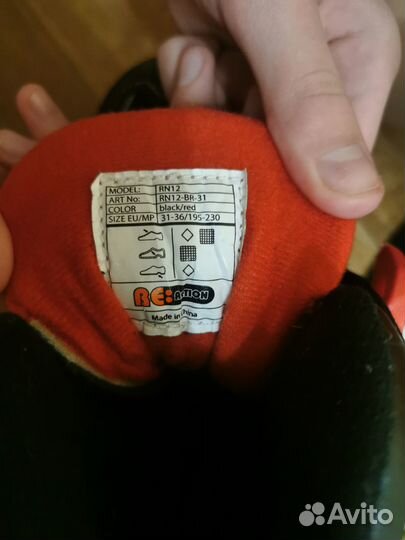 MODEL: RN12
ART No: RN12-BR-31
COLOR black/red
SIZE EU/MP 31-36/195-230
RE:ACTION
Made in China
Avito